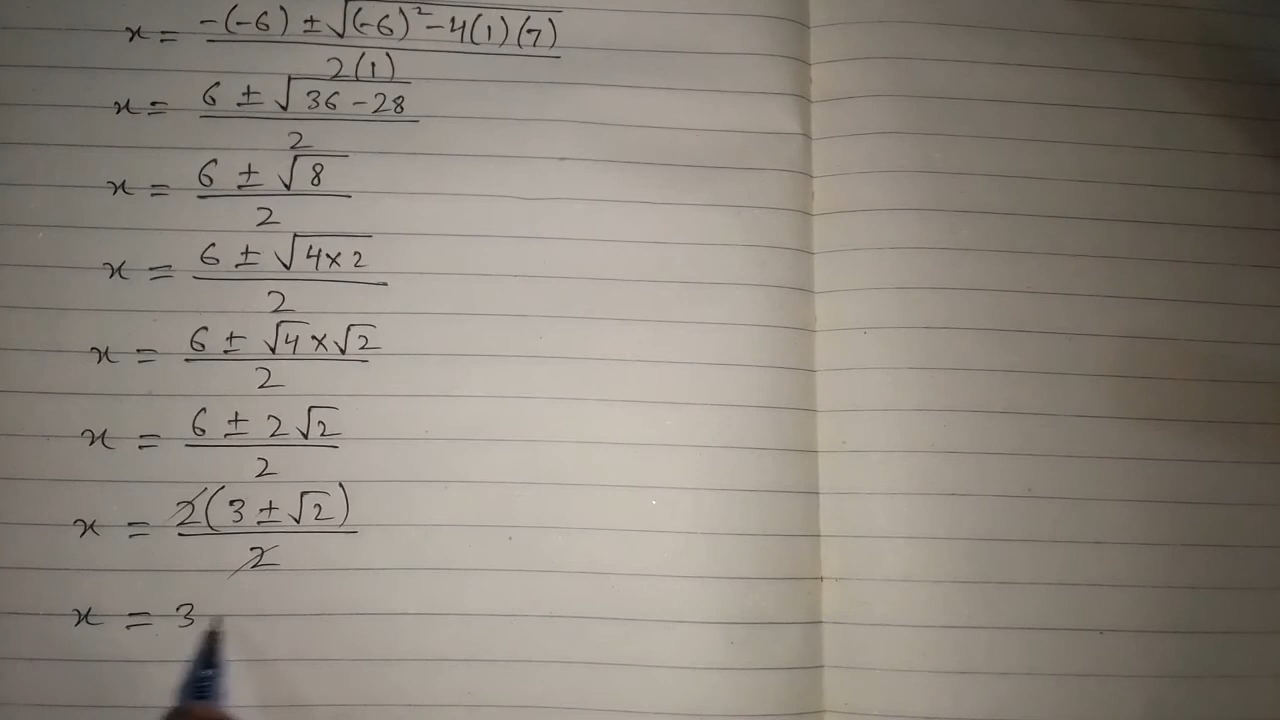 x = -(-6) ± √(-6)² - 4(1)(7) / 2(1)
x = 6 ± √36 - 28 / 2
x = 6 ± √8 / 2
x = 6 ± √4×2 / 2
x = 6 ± √4 × √2 / 2
x = 6 ± 2√2 / 2
x = 2(3 ± √2) / 2
x = 3